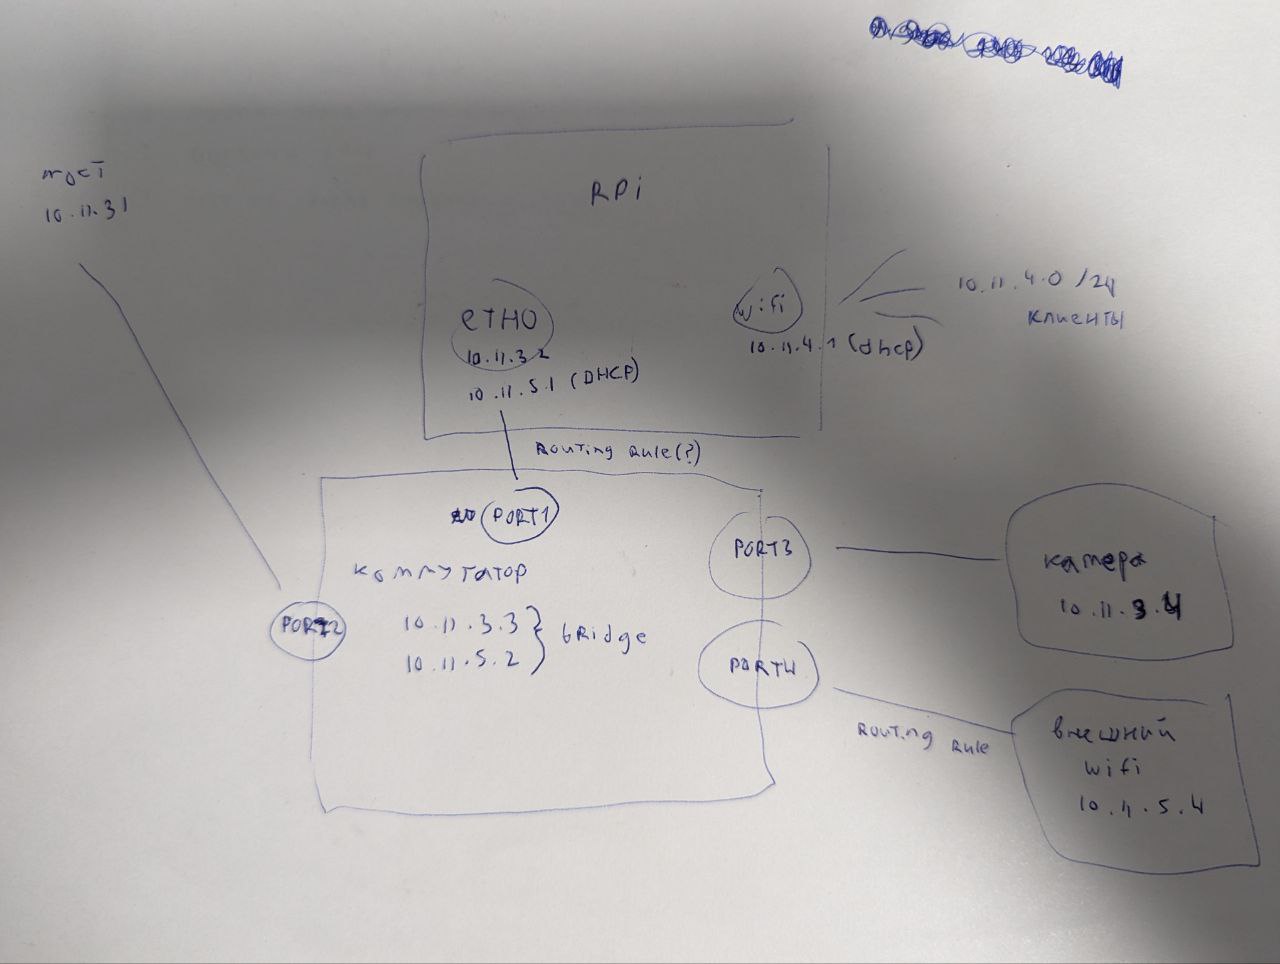 мост
10.11.3.1
RPi
ETH0
10.11.3.2
10.11.5.1 (DHCP)
wifi
10.11.4.1 (dhcp)
10.11.4.0/24
клиенты
Routing Rule(?)
PORT1
коммутатор
PORT2
10.11.3.3
10.11.5.2
bridge
PORT3
PORT4
камера
10.11.3.4
Routing Rule
внешний
wifi
10.11.5.4